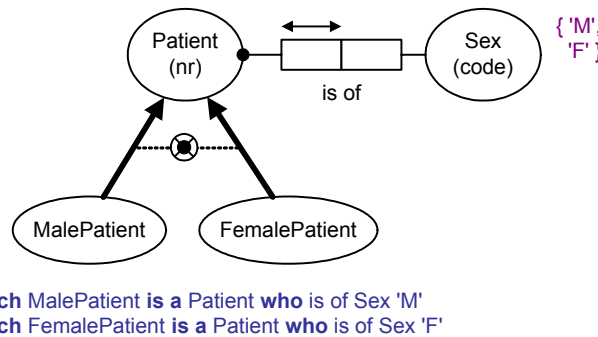 Patient
(nr)
Sex
(code)
{ 'M',
'F' }
is of
MalePatient
FemalePatient
ch MalePatient is a Patient who is of Sex 'M'
ch FemalePatient is a Patient who is of Sex 'F'